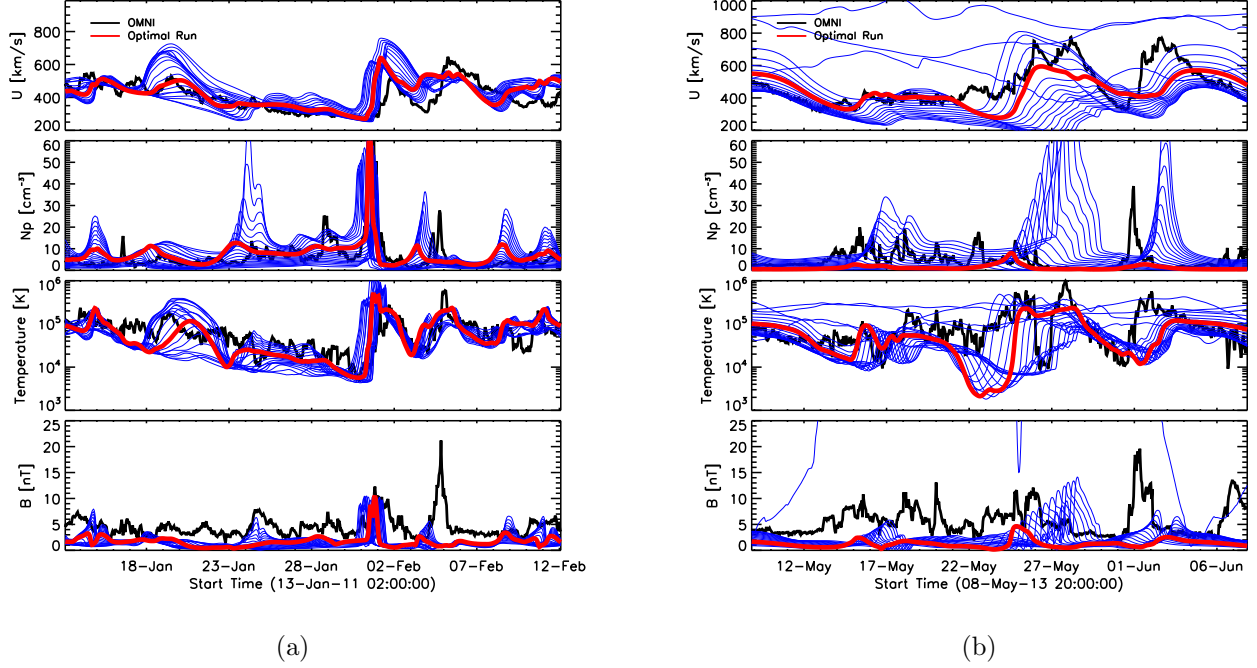 OMNI
Optimal Run
U [km/s]
800
600
400
200
Np [cm⁻³]
60
50
40
30
20
10
0
Temperature [K]
10⁶
10⁵
10⁴
10³
B [nT]
25
20
15
10
5
0
18-Jan 23-Jan 28-Jan 02-Feb 07-Feb 12-Feb
Start Time (13-Jan-11 02:00:00)
(a)
OMNI
Optimal Run
U [km/s]
1000
800
600
400
200
Np [cm⁻³]
60
50
40
30
20
10
0
Temperature [K]
10⁶
10⁵
10⁴
10³
B [nT]
25
20
15
10
5
0
12-May 17-May 22-May 27-May 01-Jun 06-Jun
Start Time (08-May-13 20:00:00)
(b)